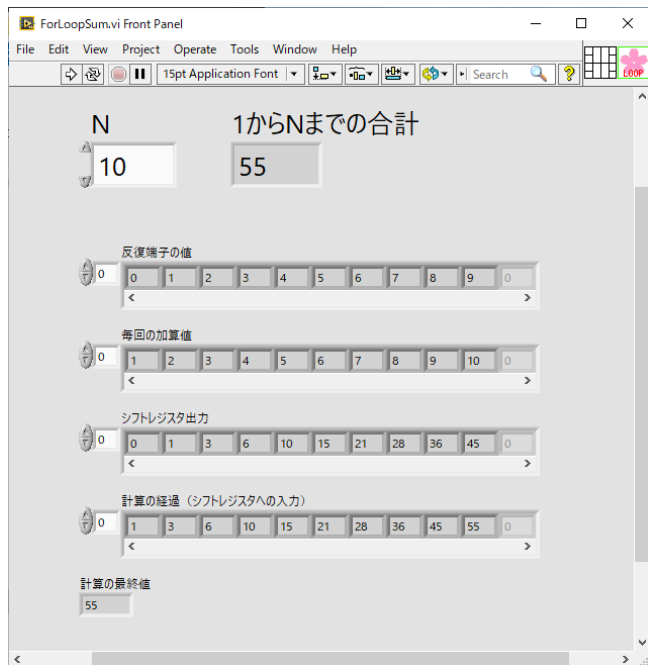 ForLoopSum.vi Front Panel
File Edit View Project Operate Tools Window Help
15pt Application Font Search ? LOOP
N 1からNまでの合計
10 55
反復端子の値
0 0 1 2 3 4 5 6 7 8 9 0
毎回の加算値
0 1 2 3 4 5 6 7 8 9 10 0
シフトレジスタ出力
0 0 1 3 6 10 15 21 28 36 45 0
計算の経過（シフトレジスタへの入力）
0 1 3 6 10 15 21 28 36 45 55 0
計算の最終値
55